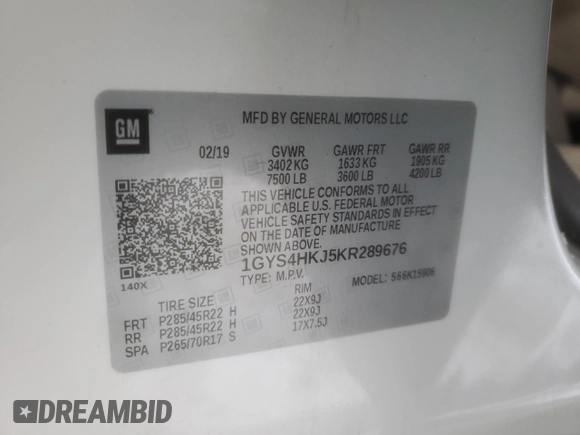 GM
MFD BY GENERAL MOTORS LLC
02/19 GVWR GAWR FRT GAWR RR
3402 KG 1633 KG 1905 KG
7500 LB 3600 LB 4200 LB
THIS VEHICLE CONFORMS TO ALL
APPLICABLE U.S. FEDERAL MOTOR
VEHICLE SAFETY STANDARDS IN EFFECT
ON THE DATE OF MANUFACTURE
SHOWN ABOVE.
1GYS4HKJ5KR289676
140X TYPE: M.P.V. MODEL: 566K15906
TIRE SIZE RIM
FRT P285/45R22 H 22X9J
RR P285/45R22 H 22X9J
SPA P265/70R17 S 17X7.5J
DREAMBID